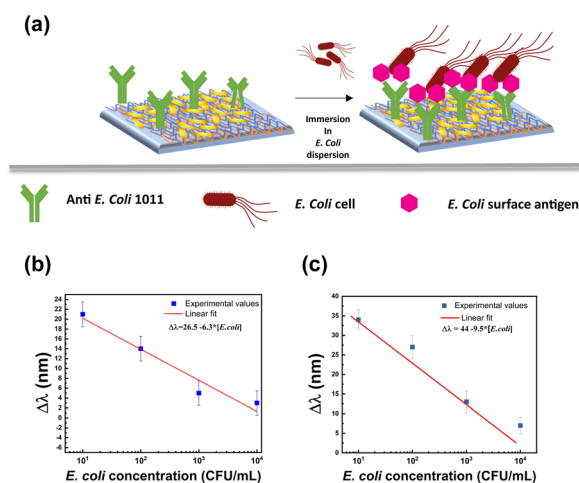 (a)
Immersion
In
E. Coli
dispersion
Anti E. Coli 1011
E. Coli cell
E. Coli surface antigen
(b)
24
22
20
18
16
14
12
10
8
6
4
2
0
-2
-4
-6
Δλ (nm)
Experimental values
Linear fit
Δλ=26.5 -6.3*[E.coli]
10¹ 10² 10³ 10⁴
E. coli concentration (CFU/mL)
(c)
40
35
30
25
20
15
10
5
0
Δλ (nm)
Experimental values
Linear fit
Δλ = 44 -9.5*[E.coli]
10¹ 10² 10³ 10⁴
E. coli concentration (CFU/mL)